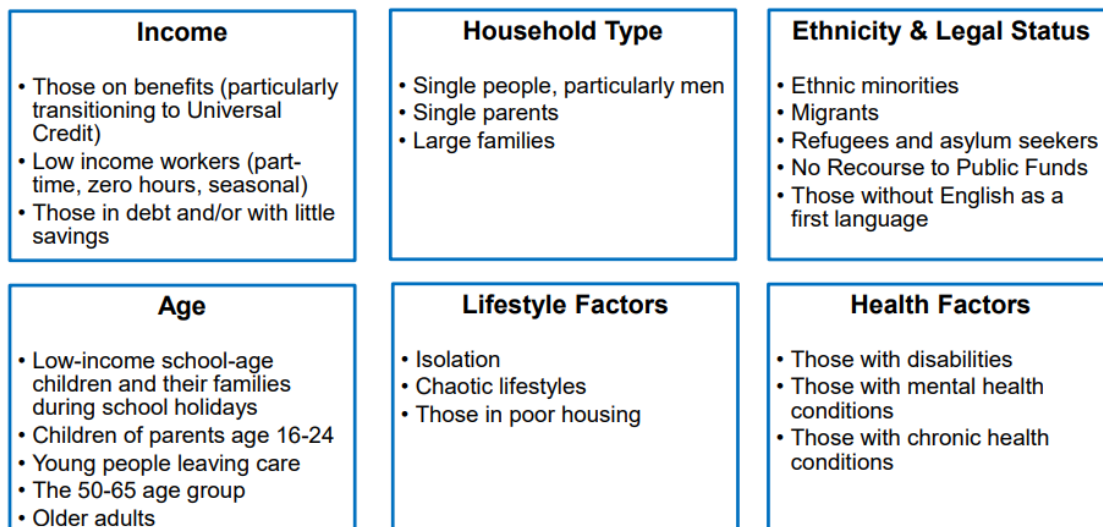 Income
• Those on benefits (particularly
transitioning to Universal
Credit)
• Low income workers (part-
time, zero hours, seasonal)
• Those in debt and/or with little
savings
Household Type
• Single people, particularly men
• Single parents
• Large families
Ethnicity & Legal Status
• Ethnic minorities
• Migrants
• Refugees and asylum seekers
• No Recourse to Public Funds
• Those without English as a
first language
Age
• Low-income school-age
children and their families
during school holidays
• Children of parents age 16-24
• Young people leaving care
• The 50-65 age group
• Older adults
Lifestyle Factors
• Isolation
• Chaotic lifestyles
• Those in poor housing
Health Factors
• Those with disabilities
• Those with mental health
conditions
• Those with chronic health
conditions